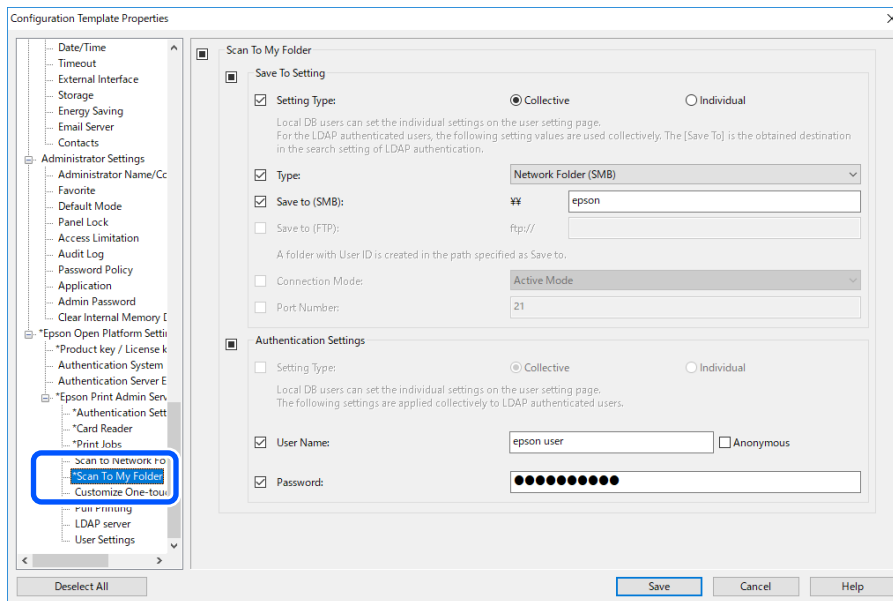 Configuration Template Properties
Date/Time
Timeout
External Interface
Storage
Energy Saving
Email Server
Contacts
Administrator Settings
Administrator Name/Co
Favorite
Default Mode
Panel Lock
Access Limitation
Audit Log
Password Policy
Application
Admin Password
Clear Internal Memory D
*Epson Open Platform Settin
*Product key / License k
Authentication System
Authentication Server E
*Epson Print Admin Serv
*Authentication Sett
*Card Reader
*Print Jobs
Scan to Network Fo
*Scan To My Folder
Customize One-touc
Pull Printing
LDAP server
User Settings
Deselect All
Scan To My Folder
Save To Setting
Setting Type: Collective Individual
Local DB users can set the individual settings on the user setting page.
For the LDAP authenticated users, the following setting values are used collectively. The [Save To] is the obtained destination
in the search setting of LDAP authentication.
Type: Network Folder (SMB)
Save to (SMB): ¥¥ epson
Save to (FTP): ftp://
A folder with User ID is created in the path specified as Save to.
Connection Mode: Active Mode
Port Number: 21
Authentication Settings
Setting Type: Collective Individual
Local DB users can set the individual settings on the user setting page.
The following settings are applied collectively to LDAP authenticated users.
User Name: epson user Anonymous
Password: ●●●●●●●●●●
Save Cancel Help